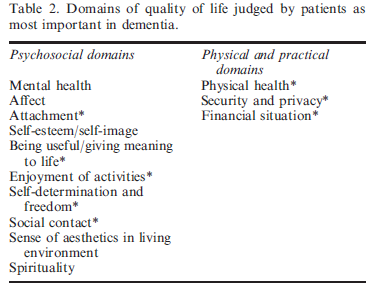 Table 2. Domains of quality of life judged by patients as
most important in dementia.
Psychosocial domains
Physical and practical
domains
Mental health
Affect
Attachment*
Self-esteem/self-image
Being useful/giving meaning
to life*
Enjoyment of activities*
Self-determination and
freedom*
Social contact*
Sense of aesthetics in living
environment
Spirituality
Physical health*
Security and privacy*
Financial situation*